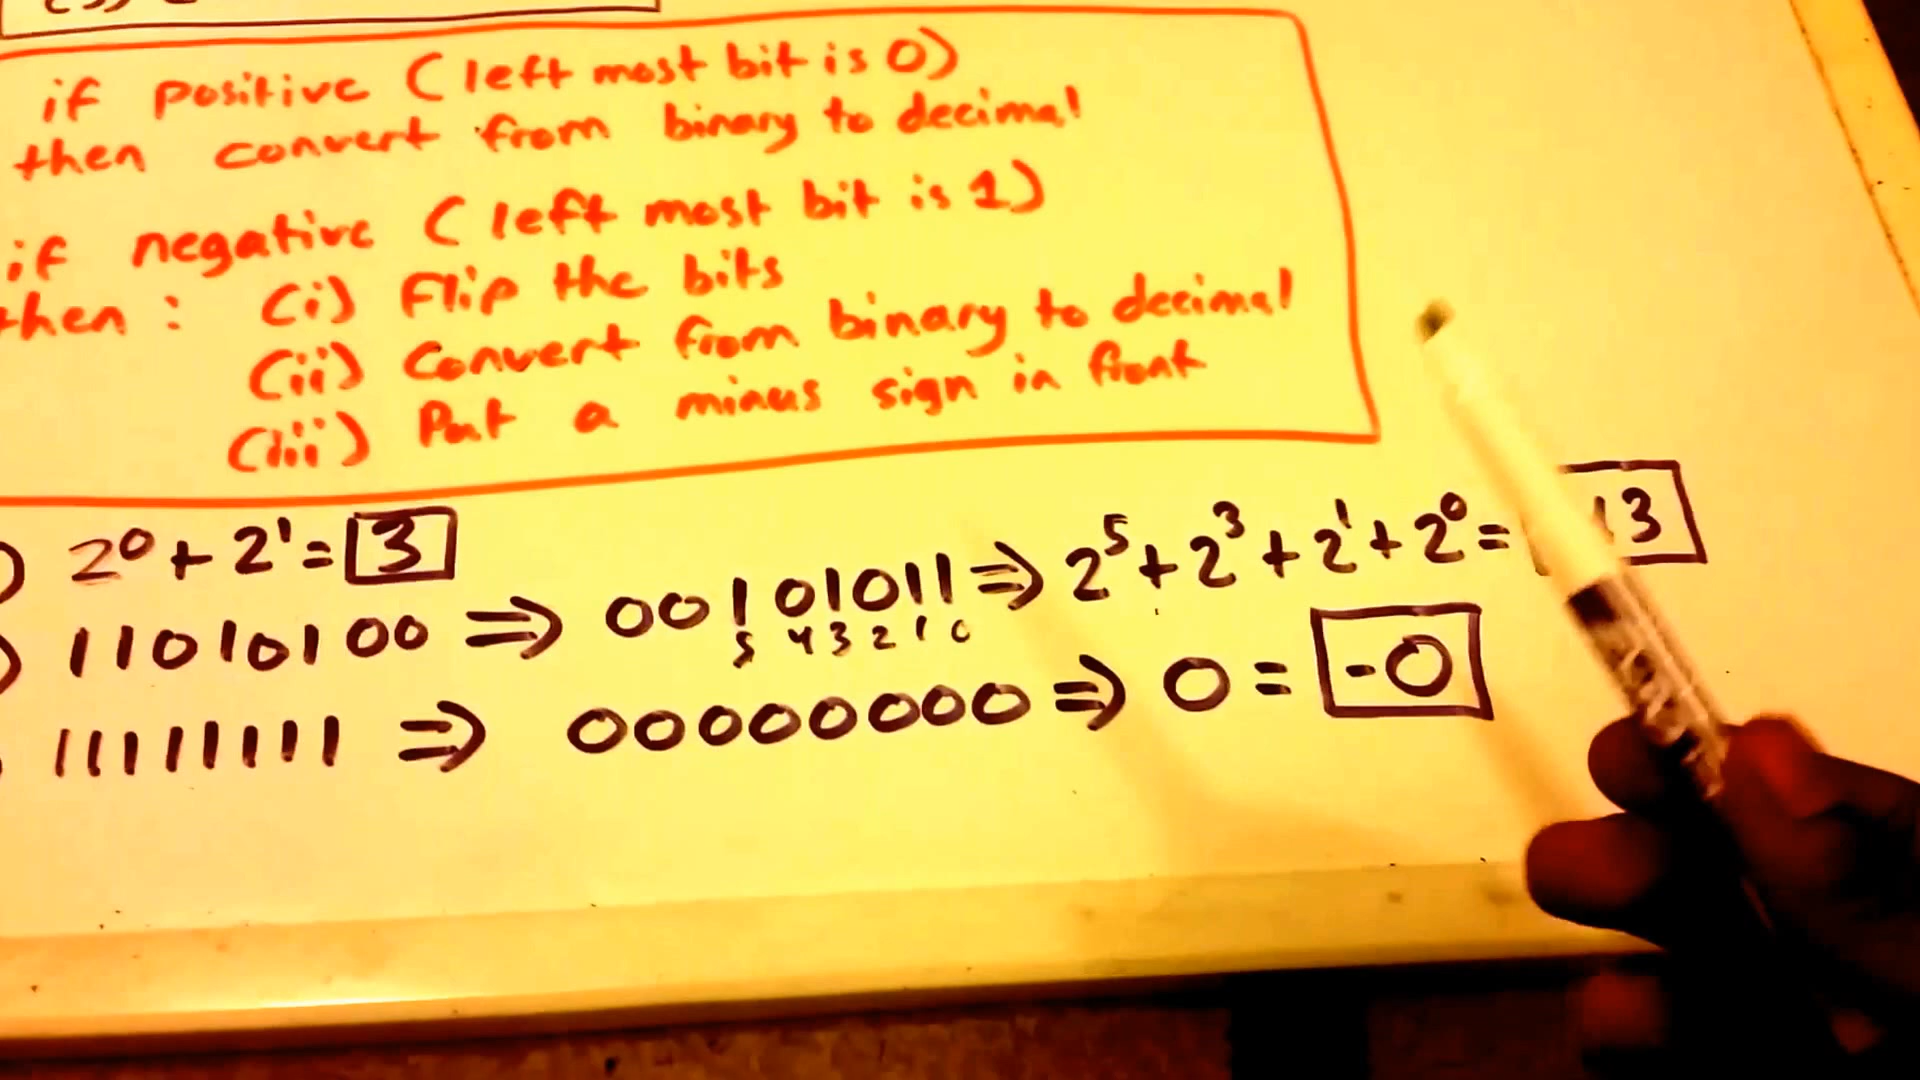 if positive (left most bit is 0)
then convert from binary to decimal
if negative (left most bit is 1)
then : (i) Flip the bits
(ii) Convert from binary to decimal
(iii) Put a minus sign in front
) 2⁰ + 2¹ = 3
) 11010100 ⇒ 00101011 ⇒ 2⁵ + 2³ + 2¹ + 2⁰ =
5 4 3 2 1 0
11111111 ⇒ 00000000 ⇒ 0 = -0